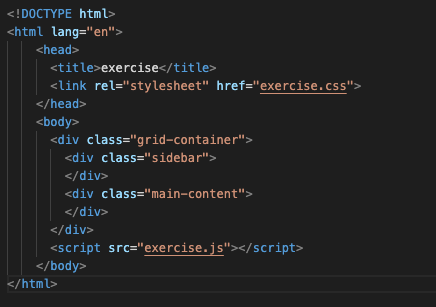 <!DOCTYPE html>
<html lang="en">
<head>
<title>exercise</title>
<link rel="stylesheet" href="exercise.css">
</head>
<body>
<div class="grid-container">
<div class="sidebar">
</div>
<div class="main-content">
</div>
</div>
<script src="exercise.js"></script>
</body>
</html>